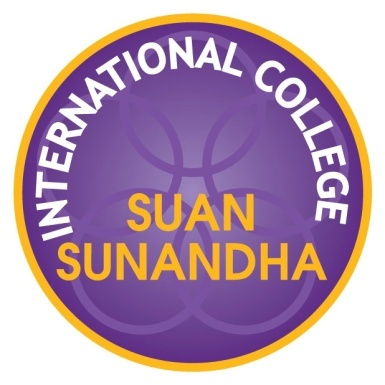 INTERNATIONAL COLLEGE
SUAN
SUNANDHA